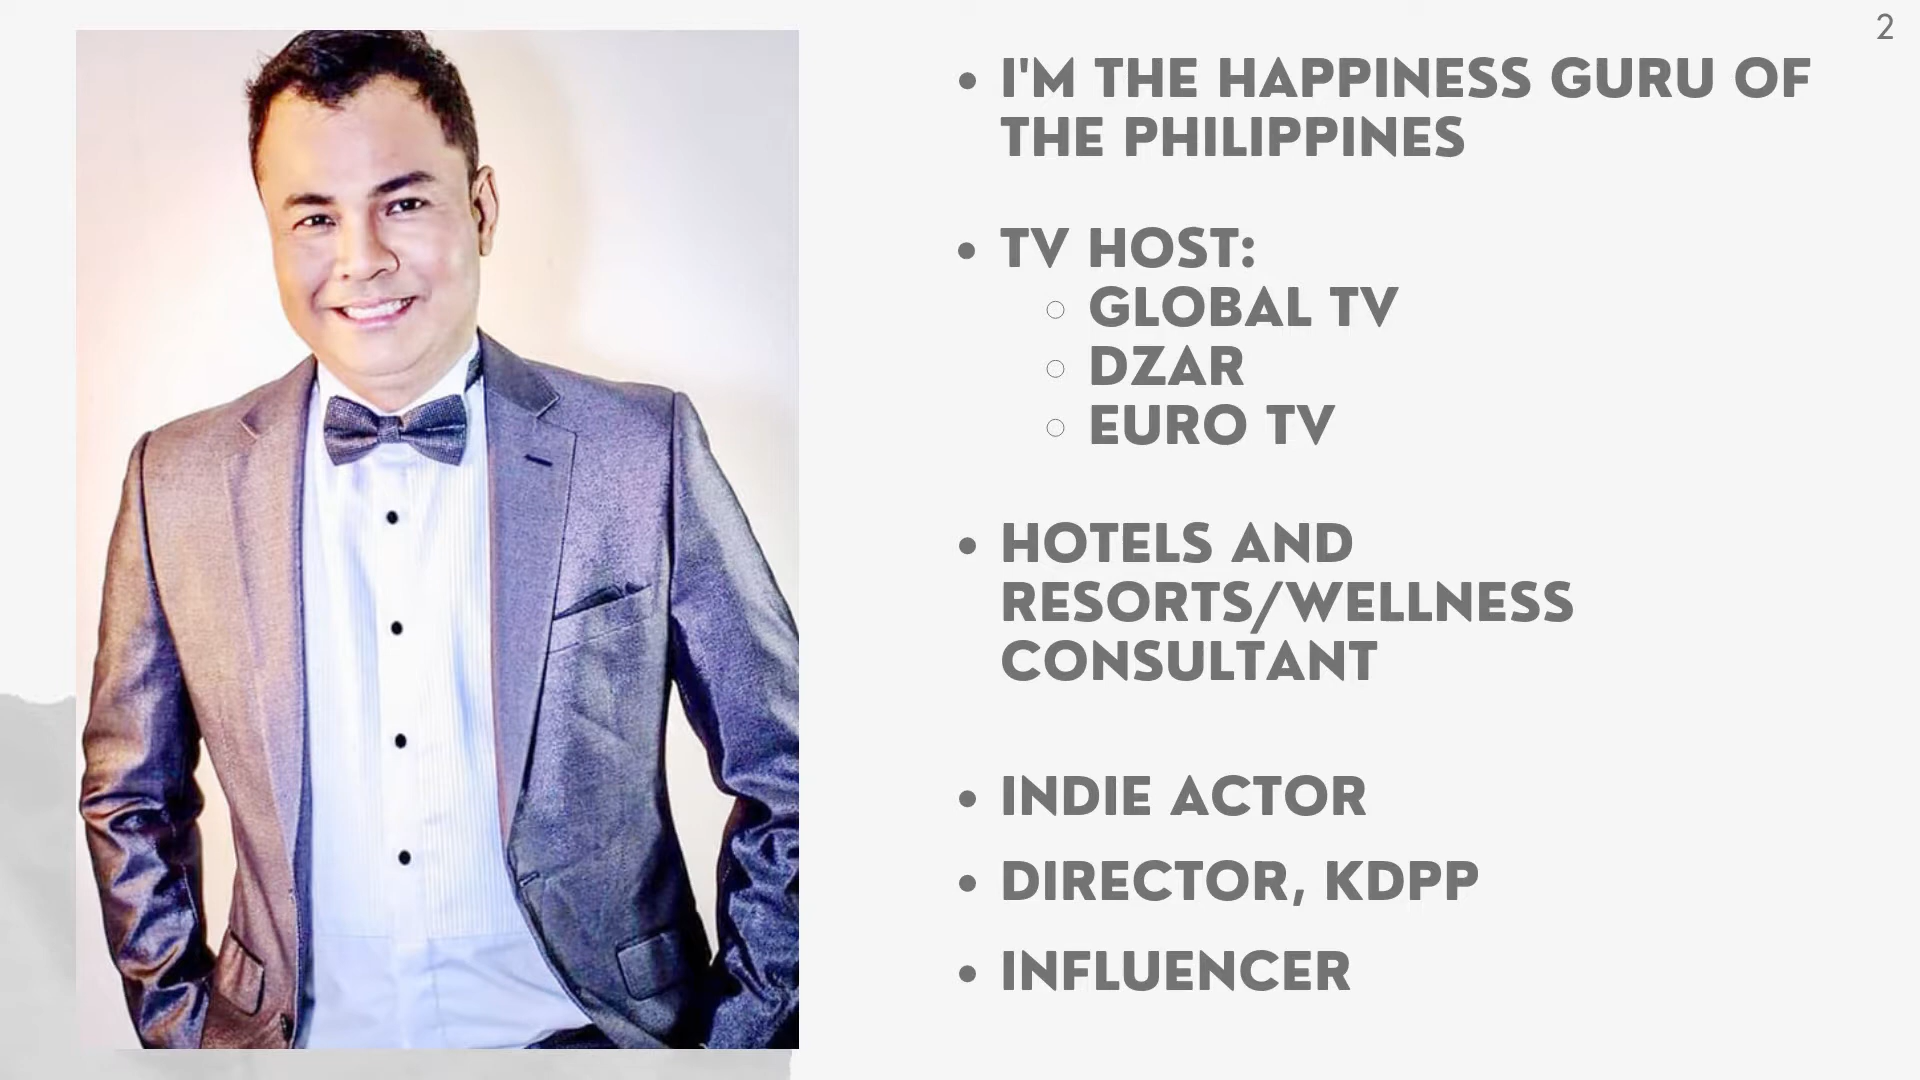 2
I'M THE HAPPINESS GURU OF
THE PHILIPPINES
TV HOST:
GLOBAL TV
DZAR
EURO TV
HOTELS AND
RESORTS/WELLNESS
CONSULTANT
INDIE ACTOR
DIRECTOR, KDPP
INFLUENCER